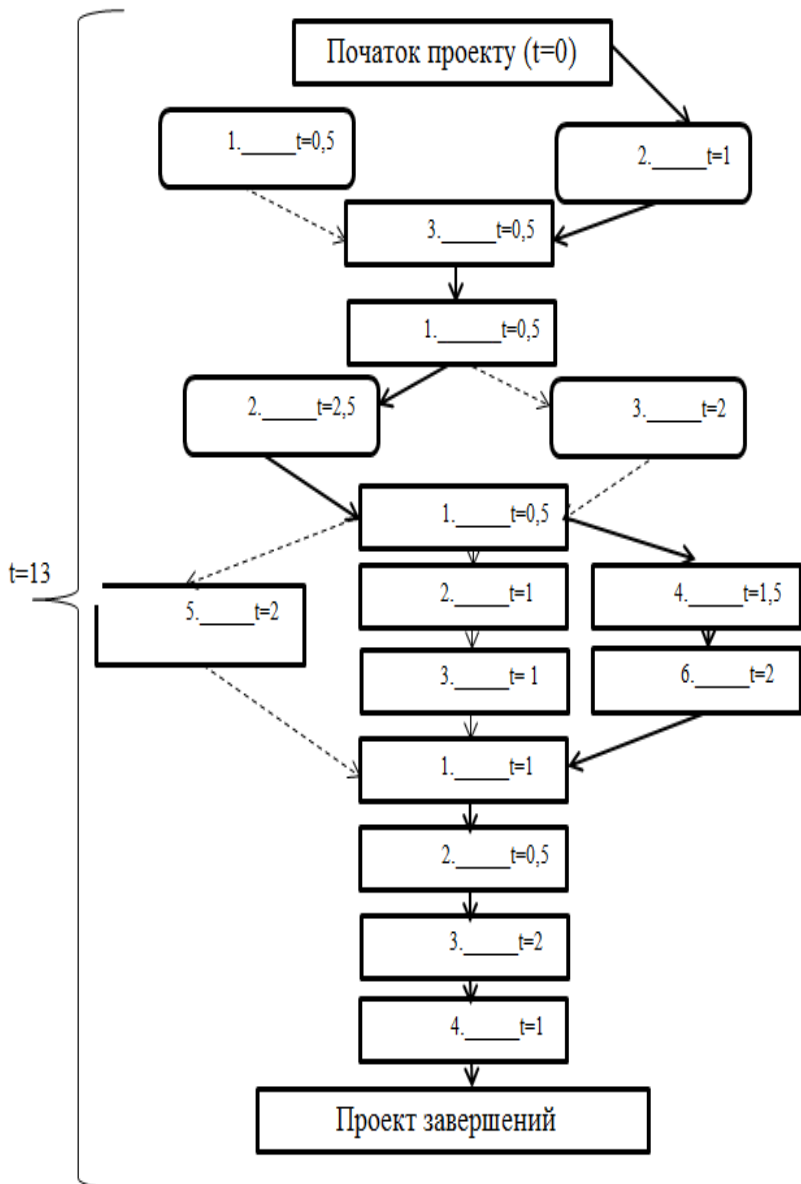 Початок проекту (t=0)
1.______t=0,5
2.______t=1
3.______t=0,5
1._______t=0,5
2.______t=2,5
3.______t=2
1.______t=0,5
t=13
5.______t=2
2.______t=1
4.______t=1,5
3.______t= 1
6.______t=2
1.______t=1
2.______t=0,5
3.______t=2
4.______t=1
Проект завершений